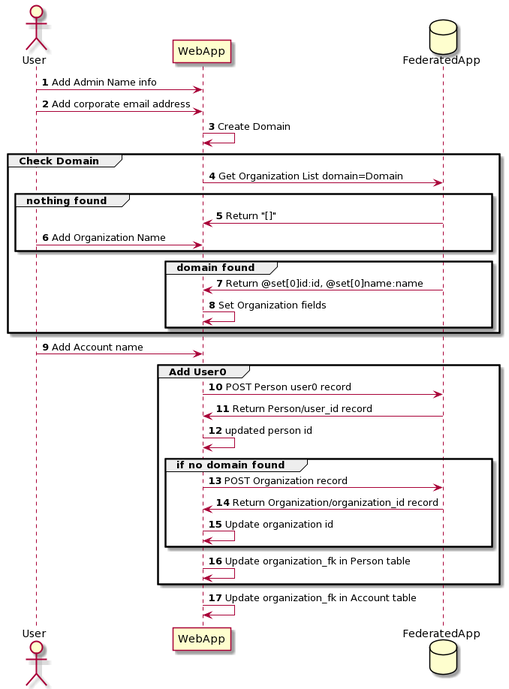 User
WebApp
FederatedApp
1 Add Admin Name info
2 Add corporate email address
3 Create Domain
Check Domain
4 Get Organization List domain=Domain
nothing found
5 Return "[]"
6 Add Organization Name
domain found
7 Return @set[0]id:id, @set[0]name:name
8 Set Organization fields
9 Add Account name
Add User0
10 POST Person user0 record
11 Return Person/user_id record
12 updated person id
if no domain found
13 POST Organization record
14 Return Organization/organization_id record
15 Update organization id
16 Update organization_fk in Person table
17 Update organization_fk in Account table
User
WebApp
FederatedApp